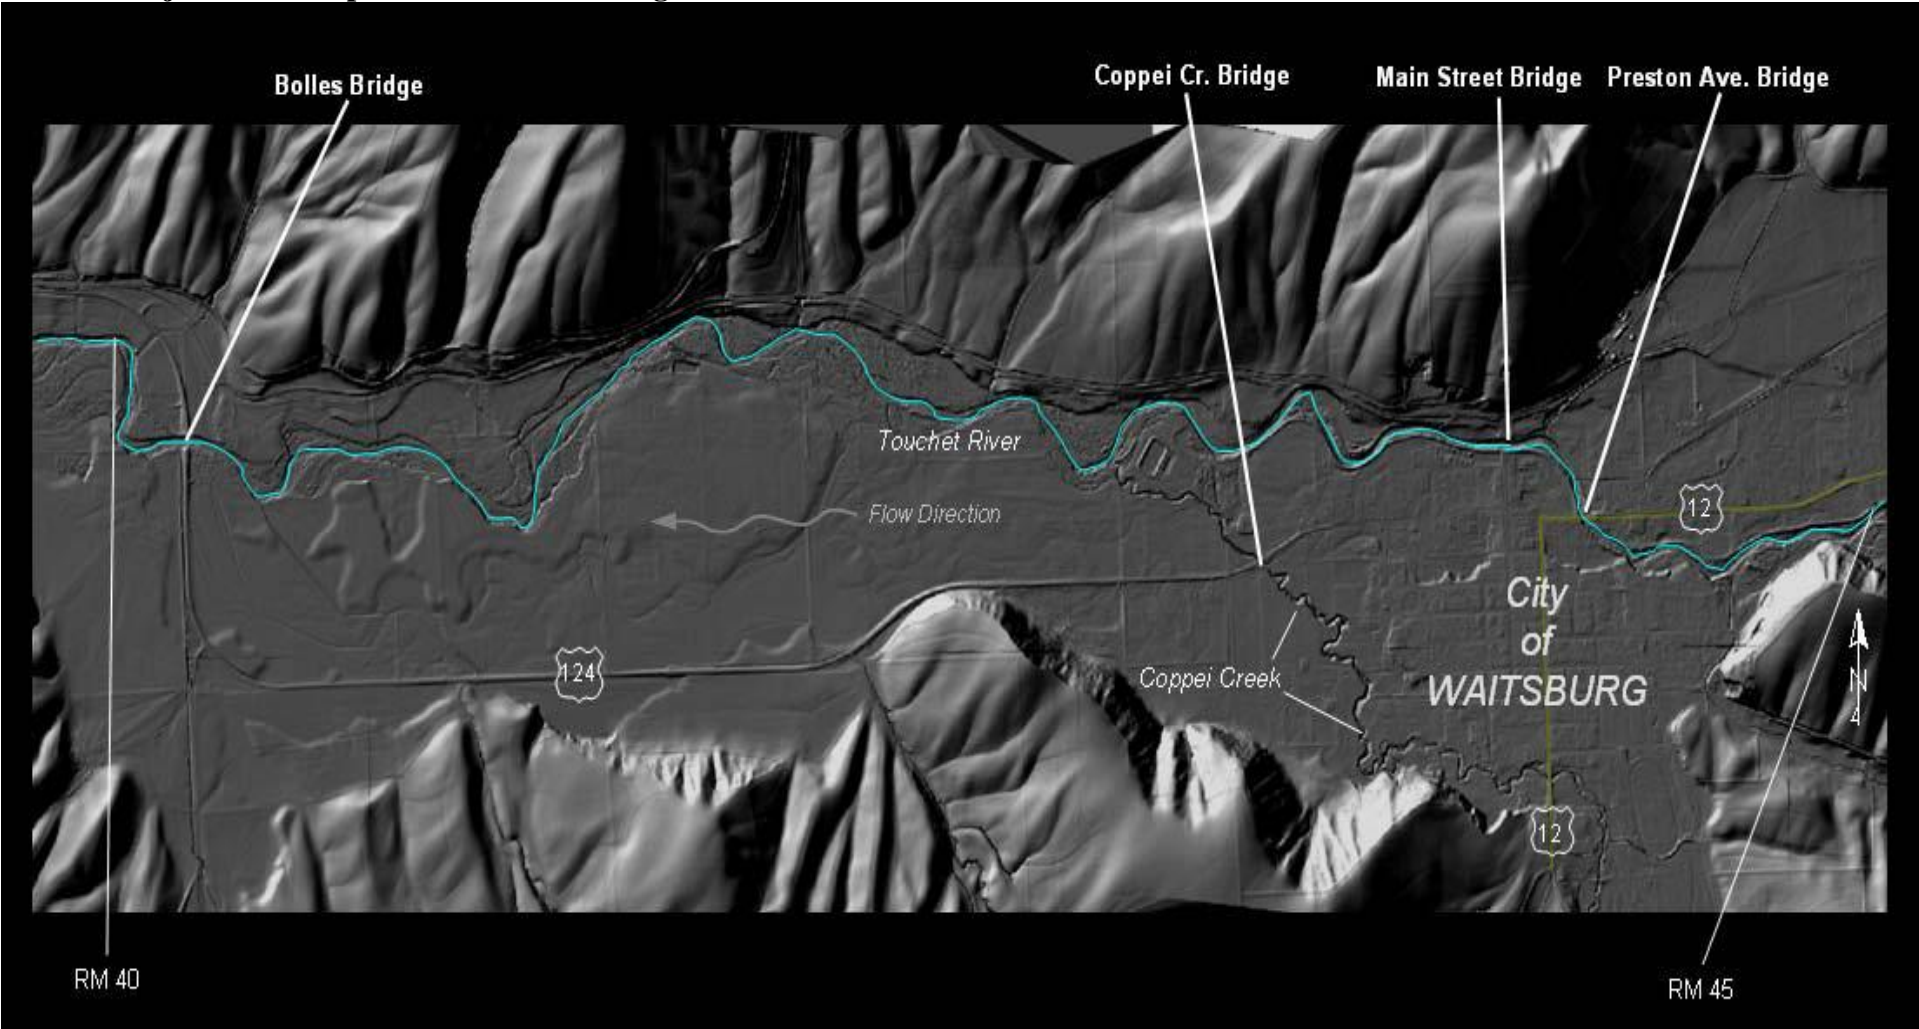 Bolles Bridge
Coppei Cr. Bridge
Main Street Bridge
Preston Ave. Bridge
Touchet River
Flow Direction
12
City
of
WAITSBURG
124
Coppei Creek
N
12
RM 40
RM 45